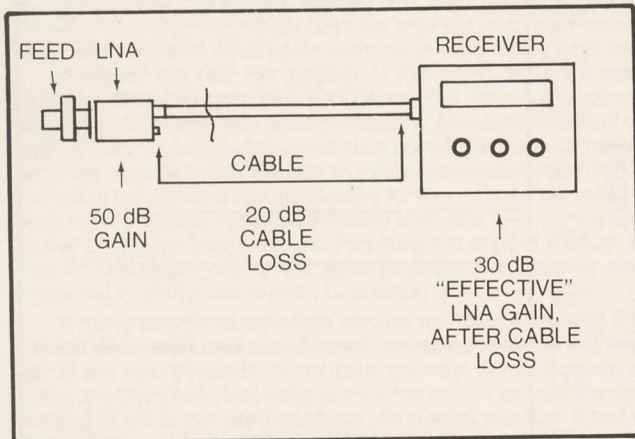 FEED LNA
RECEIVER
CABLE
50 dB
GAIN
20 dB
CABLE
LOSS
30 dB
"EFFECTIVE"
LNA GAIN,
AFTER CABLE
LOSS